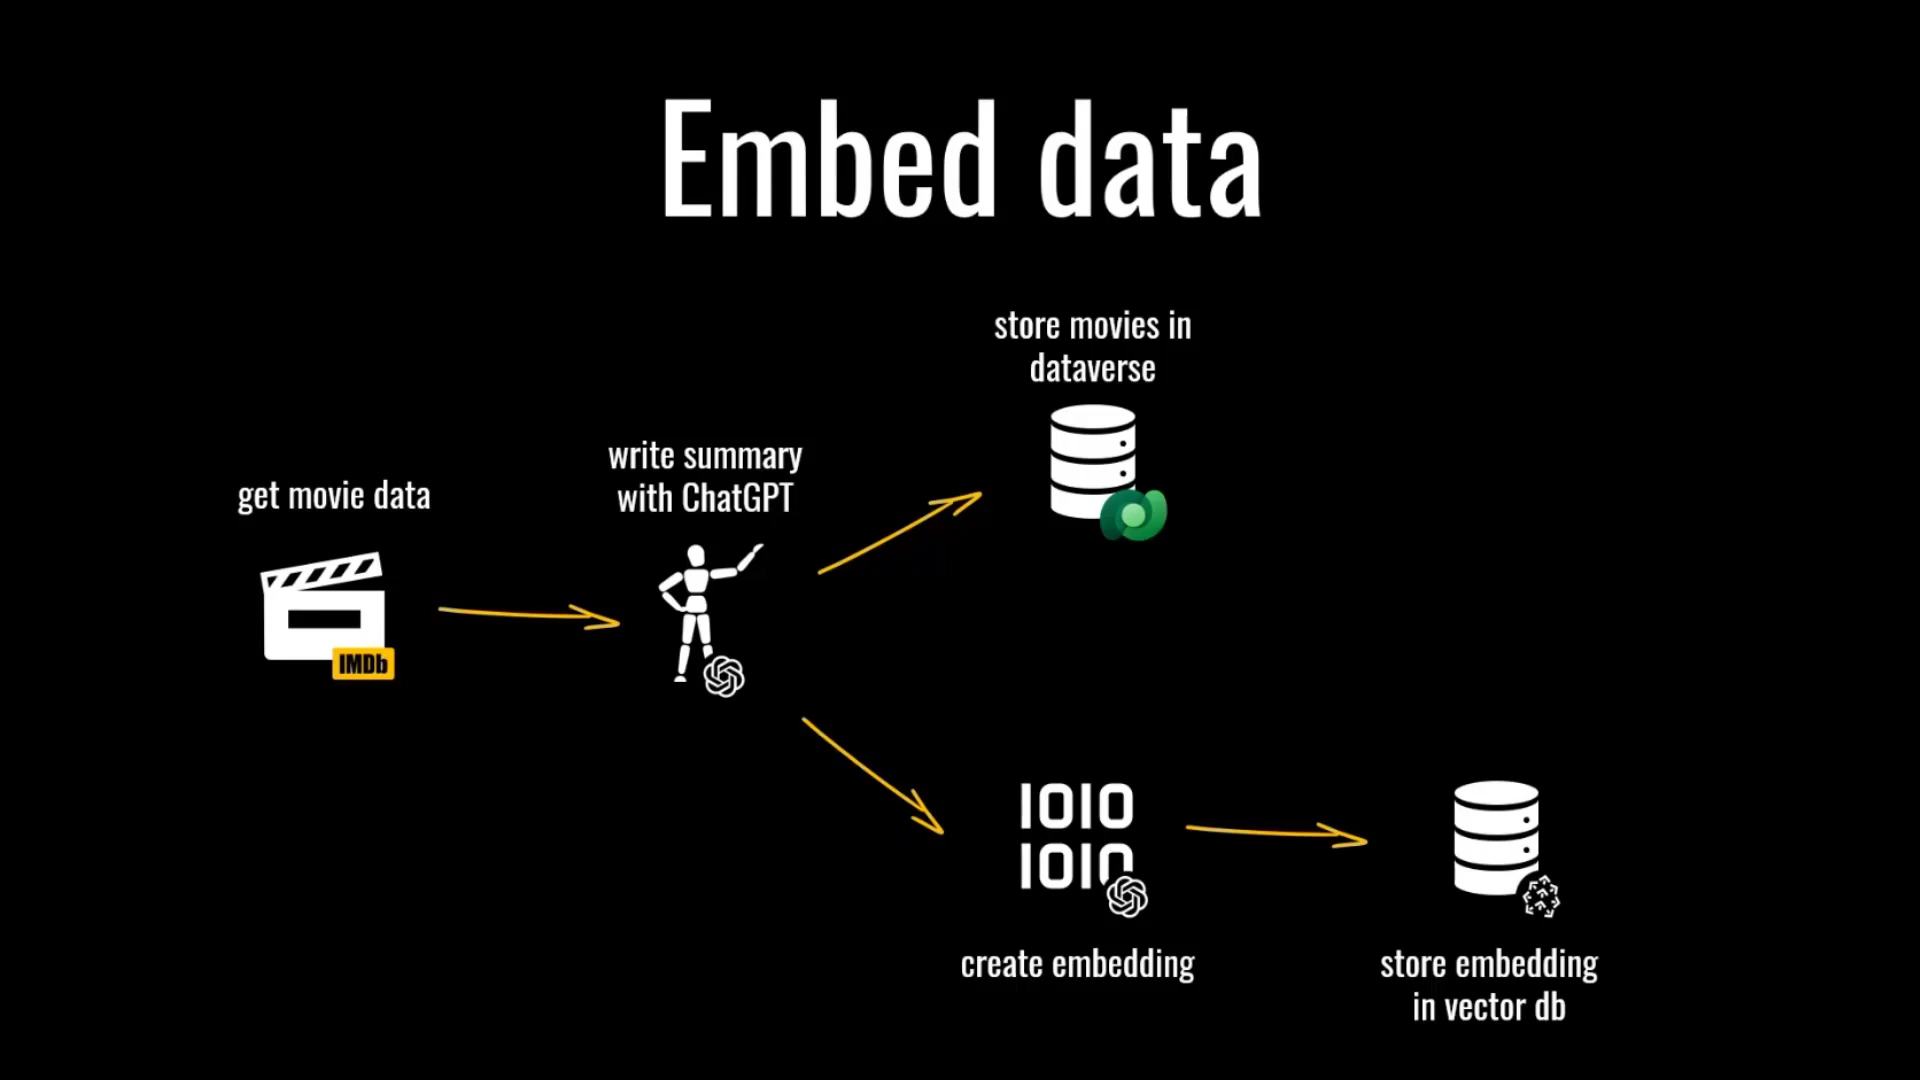 Embed data
store movies in
dataverse
write summary
with ChatGPT
get movie data
IMDb
1010
1010
create embedding
store embedding
in vector db